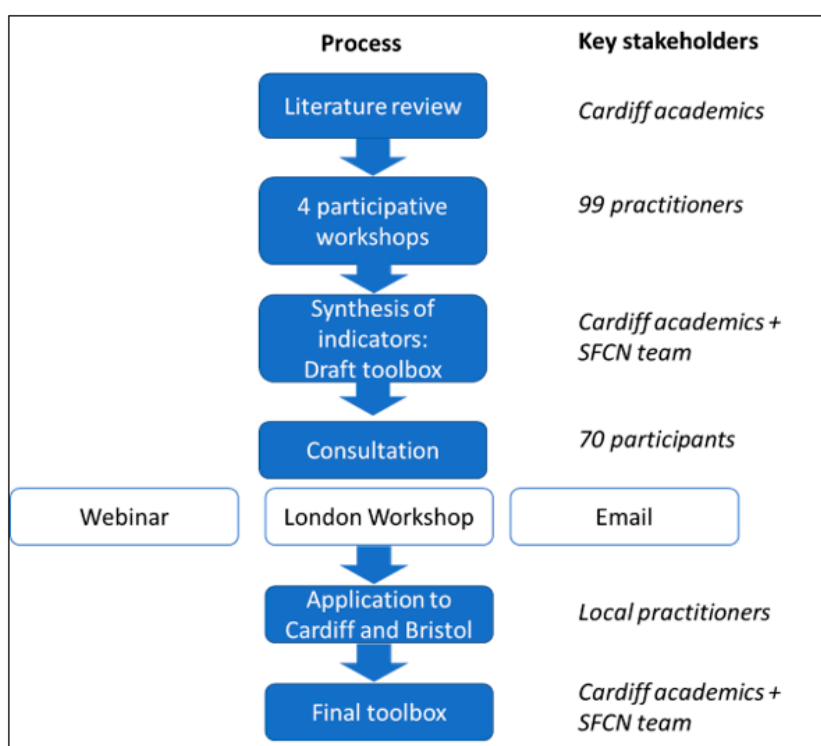 Process
Key stakeholders
Literature review
Cardiff academics
4 participative
workshops
99 practitioners
Synthesis of
indicators:
Draft toolbox
Cardiff academics +
SFCN team
Consultation
70 participants
Webinar
London Workshop
Email
Application to
Cardiff and Bristol
Local practitioners
Final toolbox
Cardiff academics +
SFCN team